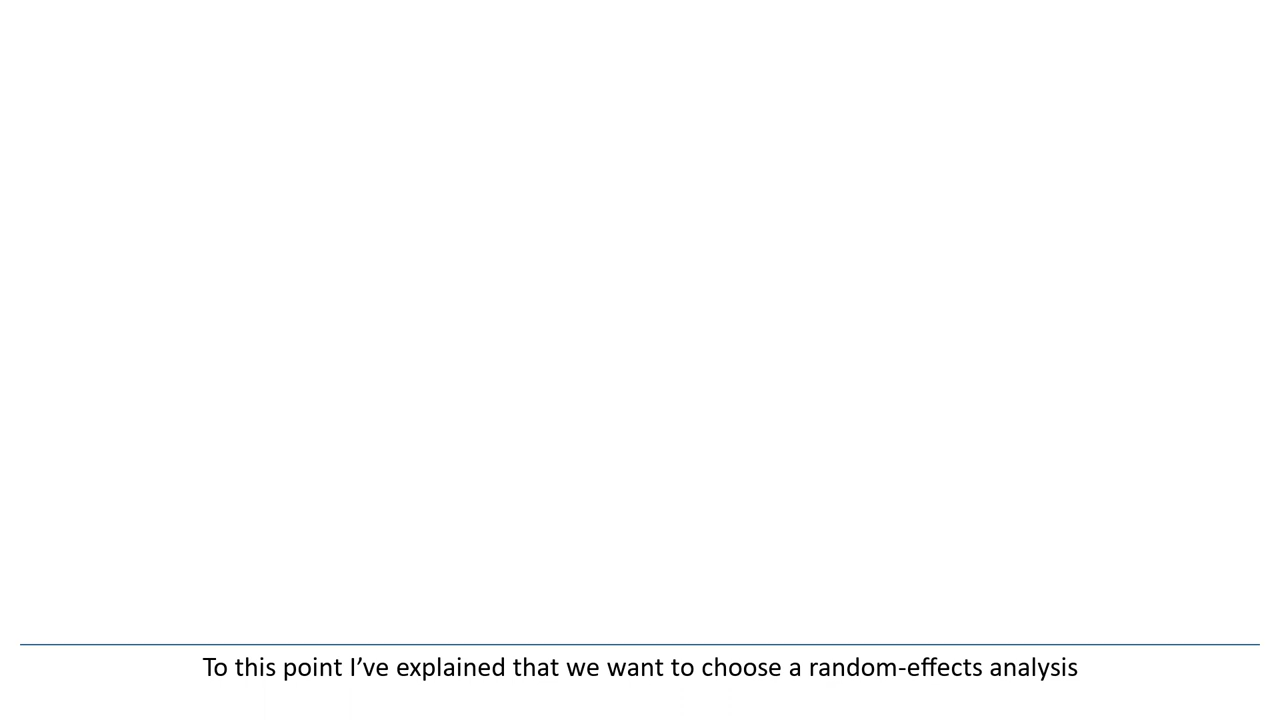 To this point I’ve explained that we want to choose a random-effects analysis